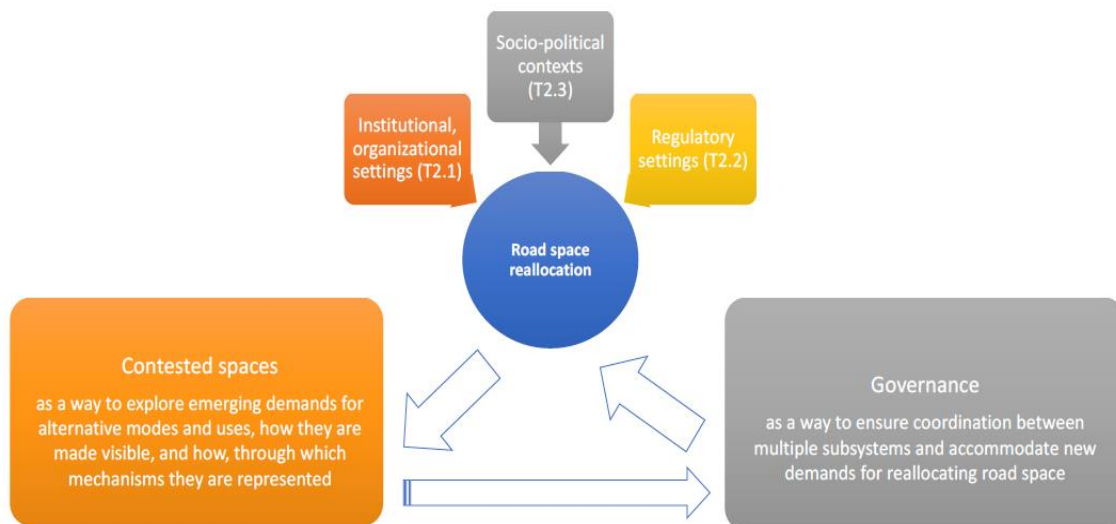 Socio-political
contexts
(T2.3)
Institutional,
organizational
settings (T2.1)
Regulatory
settings (T2.2)
Road space
reallocation
Contested spaces
as a way to explore emerging demands for
alternative modes and uses, how they are
made visible, and how, through which
mechanisms they are represented
Governance
as a way to ensure coordination between
multiple subsystems and accommodate new
demands for reallocating road space